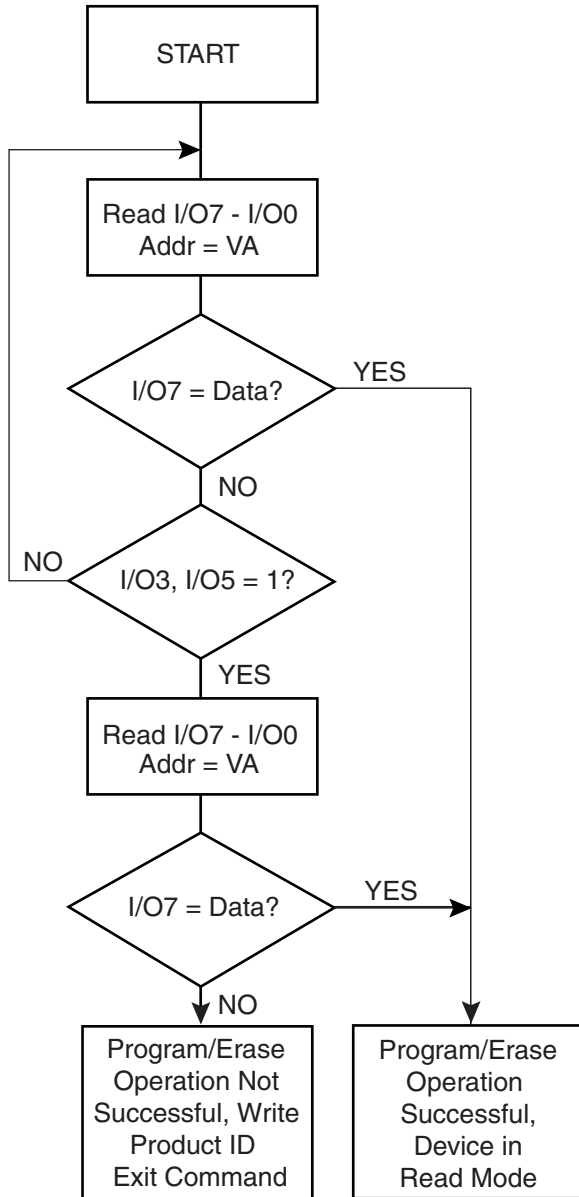 START
Read I/O7 - I/O0
Addr = VA
I/O7 = Data?
YES
NO
NO
I/O3, I/O5 = 1?
YES
Read I/O7 - I/O0
Addr = VA
I/O7 = Data?
YES
NO
Program/Erase
Operation Not
Successful, Write
Product ID
Exit Command
Program/Erase
Operation
Successful,
Device in
Read Mode